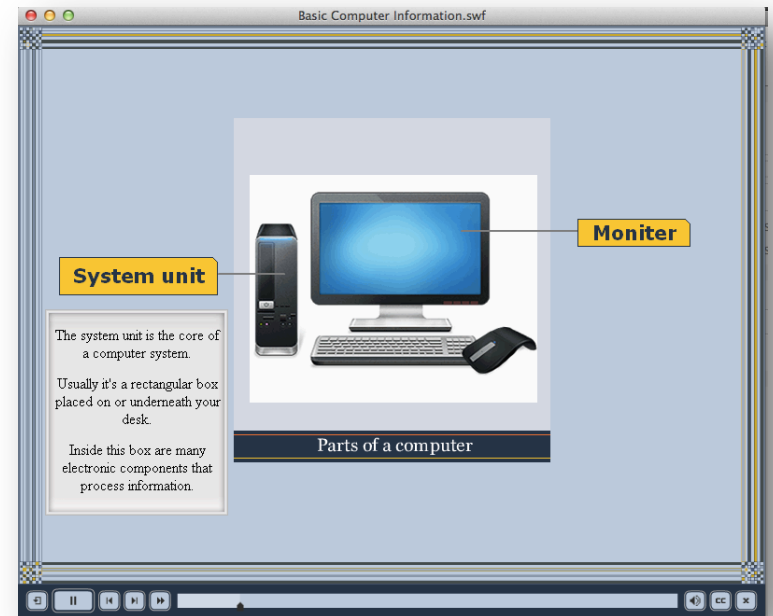 Basic Computer Information.swf
Moniter
System unit
The system unit is the core of
a computer system.
Usually it's a rectangular box
placed on or underneath your
desk.
Inside this box are many
electronic components that
process information.
Parts of a computer
CC